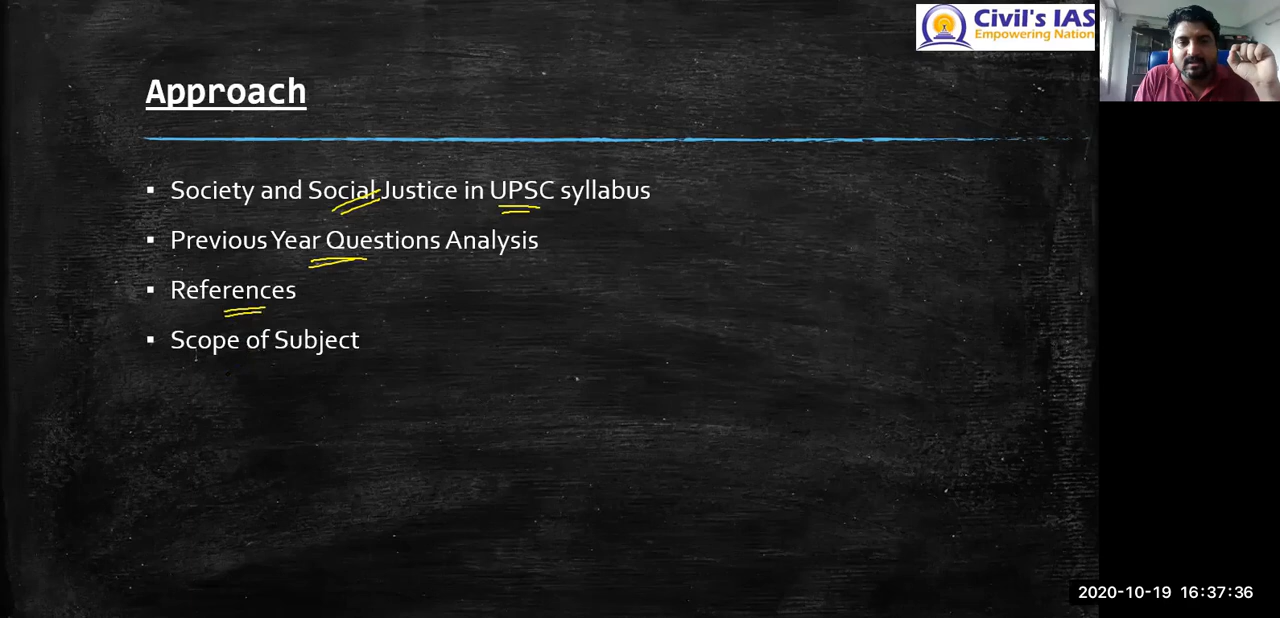 Civil's IAS
Empowering Nation
Approach
▪ Society and Social Justice in UPSC syllabus
▪ Previous Year Questions Analysis
▪ References
▪ Scope of Subject
2020-10-19 16:37:36